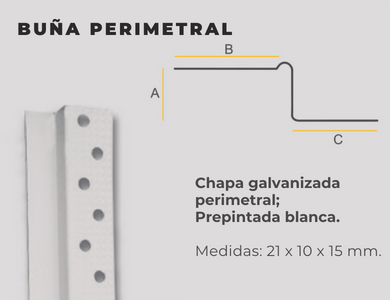 BUÑA PERIMETRAL
B
A
C
Chapa galvanizada
perimetral;
Prepintada blanca.
Medidas: 21 x 10 x 15 mm.